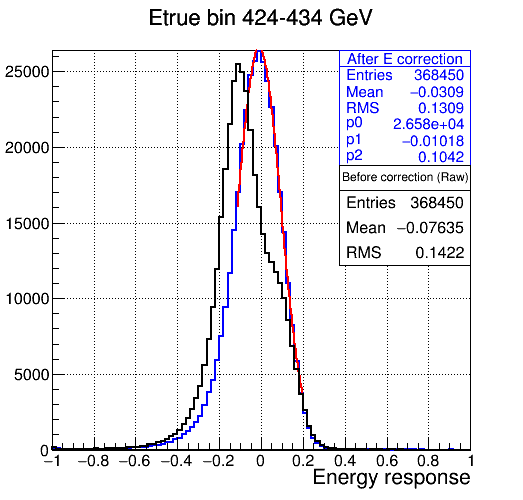 Etrue bin 424-434 GeV
After E correction
Entries 368450
Mean −0.0309
RMS 0.1309
p0 2.658e+04
p1 −0.01018
p2 0.1042
Before correction (Raw)
Entries 368450
Mean −0.07635
RMS 0.1422
25000
20000
15000
10000
5000
0
−1 −0.8 −0.6 −0.4 −0.2 0 0.2 0.4 0.6 0.8 1
Energy response